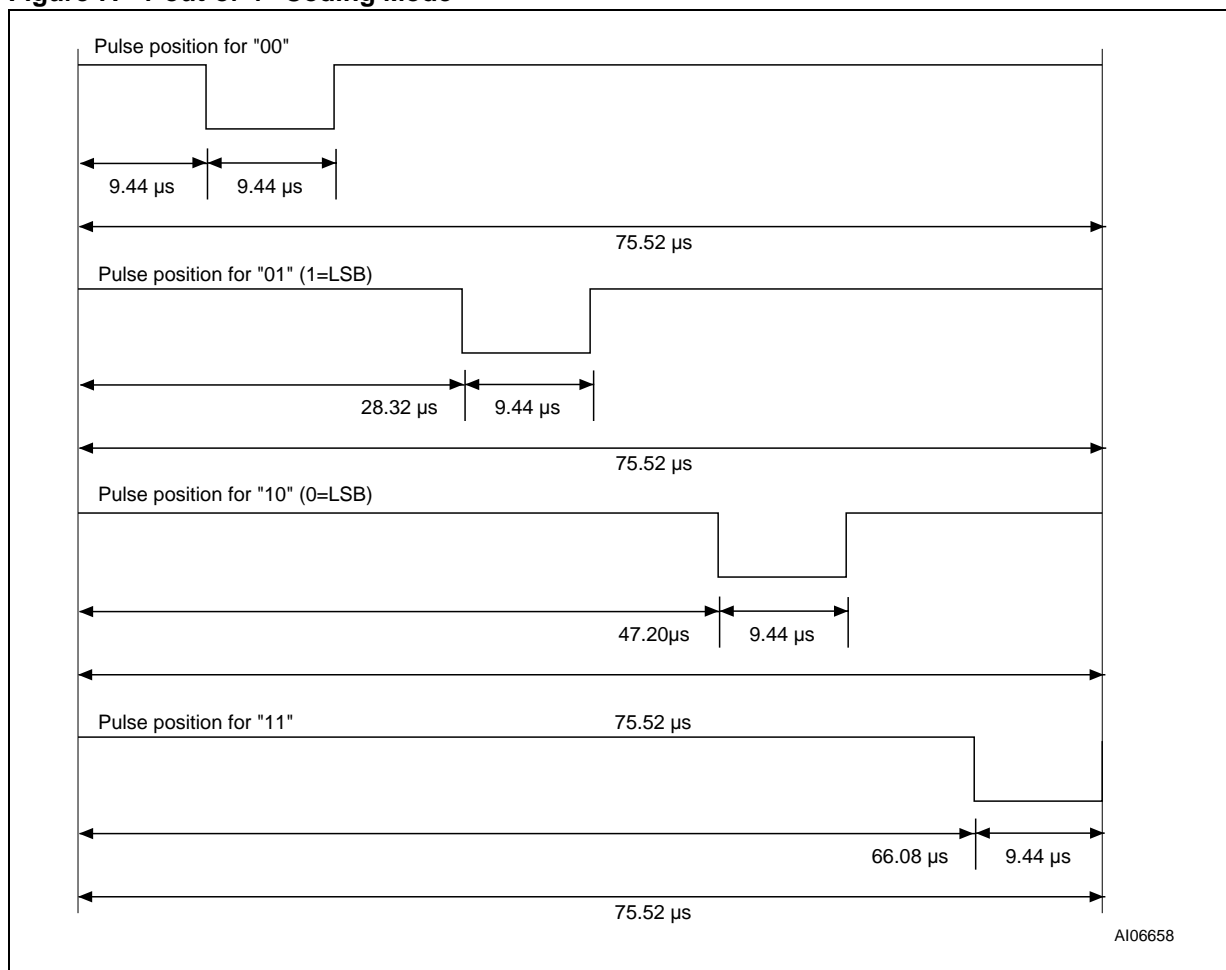 Pulse position for "00"
9.44 µs
9.44 µs
75.52 µs
Pulse position for "01" (1=LSB)
28.32 µs
9.44 µs
75.52 µs
Pulse position for "10" (0=LSB)
47.20µs
9.44 µs
Pulse position for "11"
75.52 µs
66.08 µs
9.44 µs
75.52 µs
AI06658